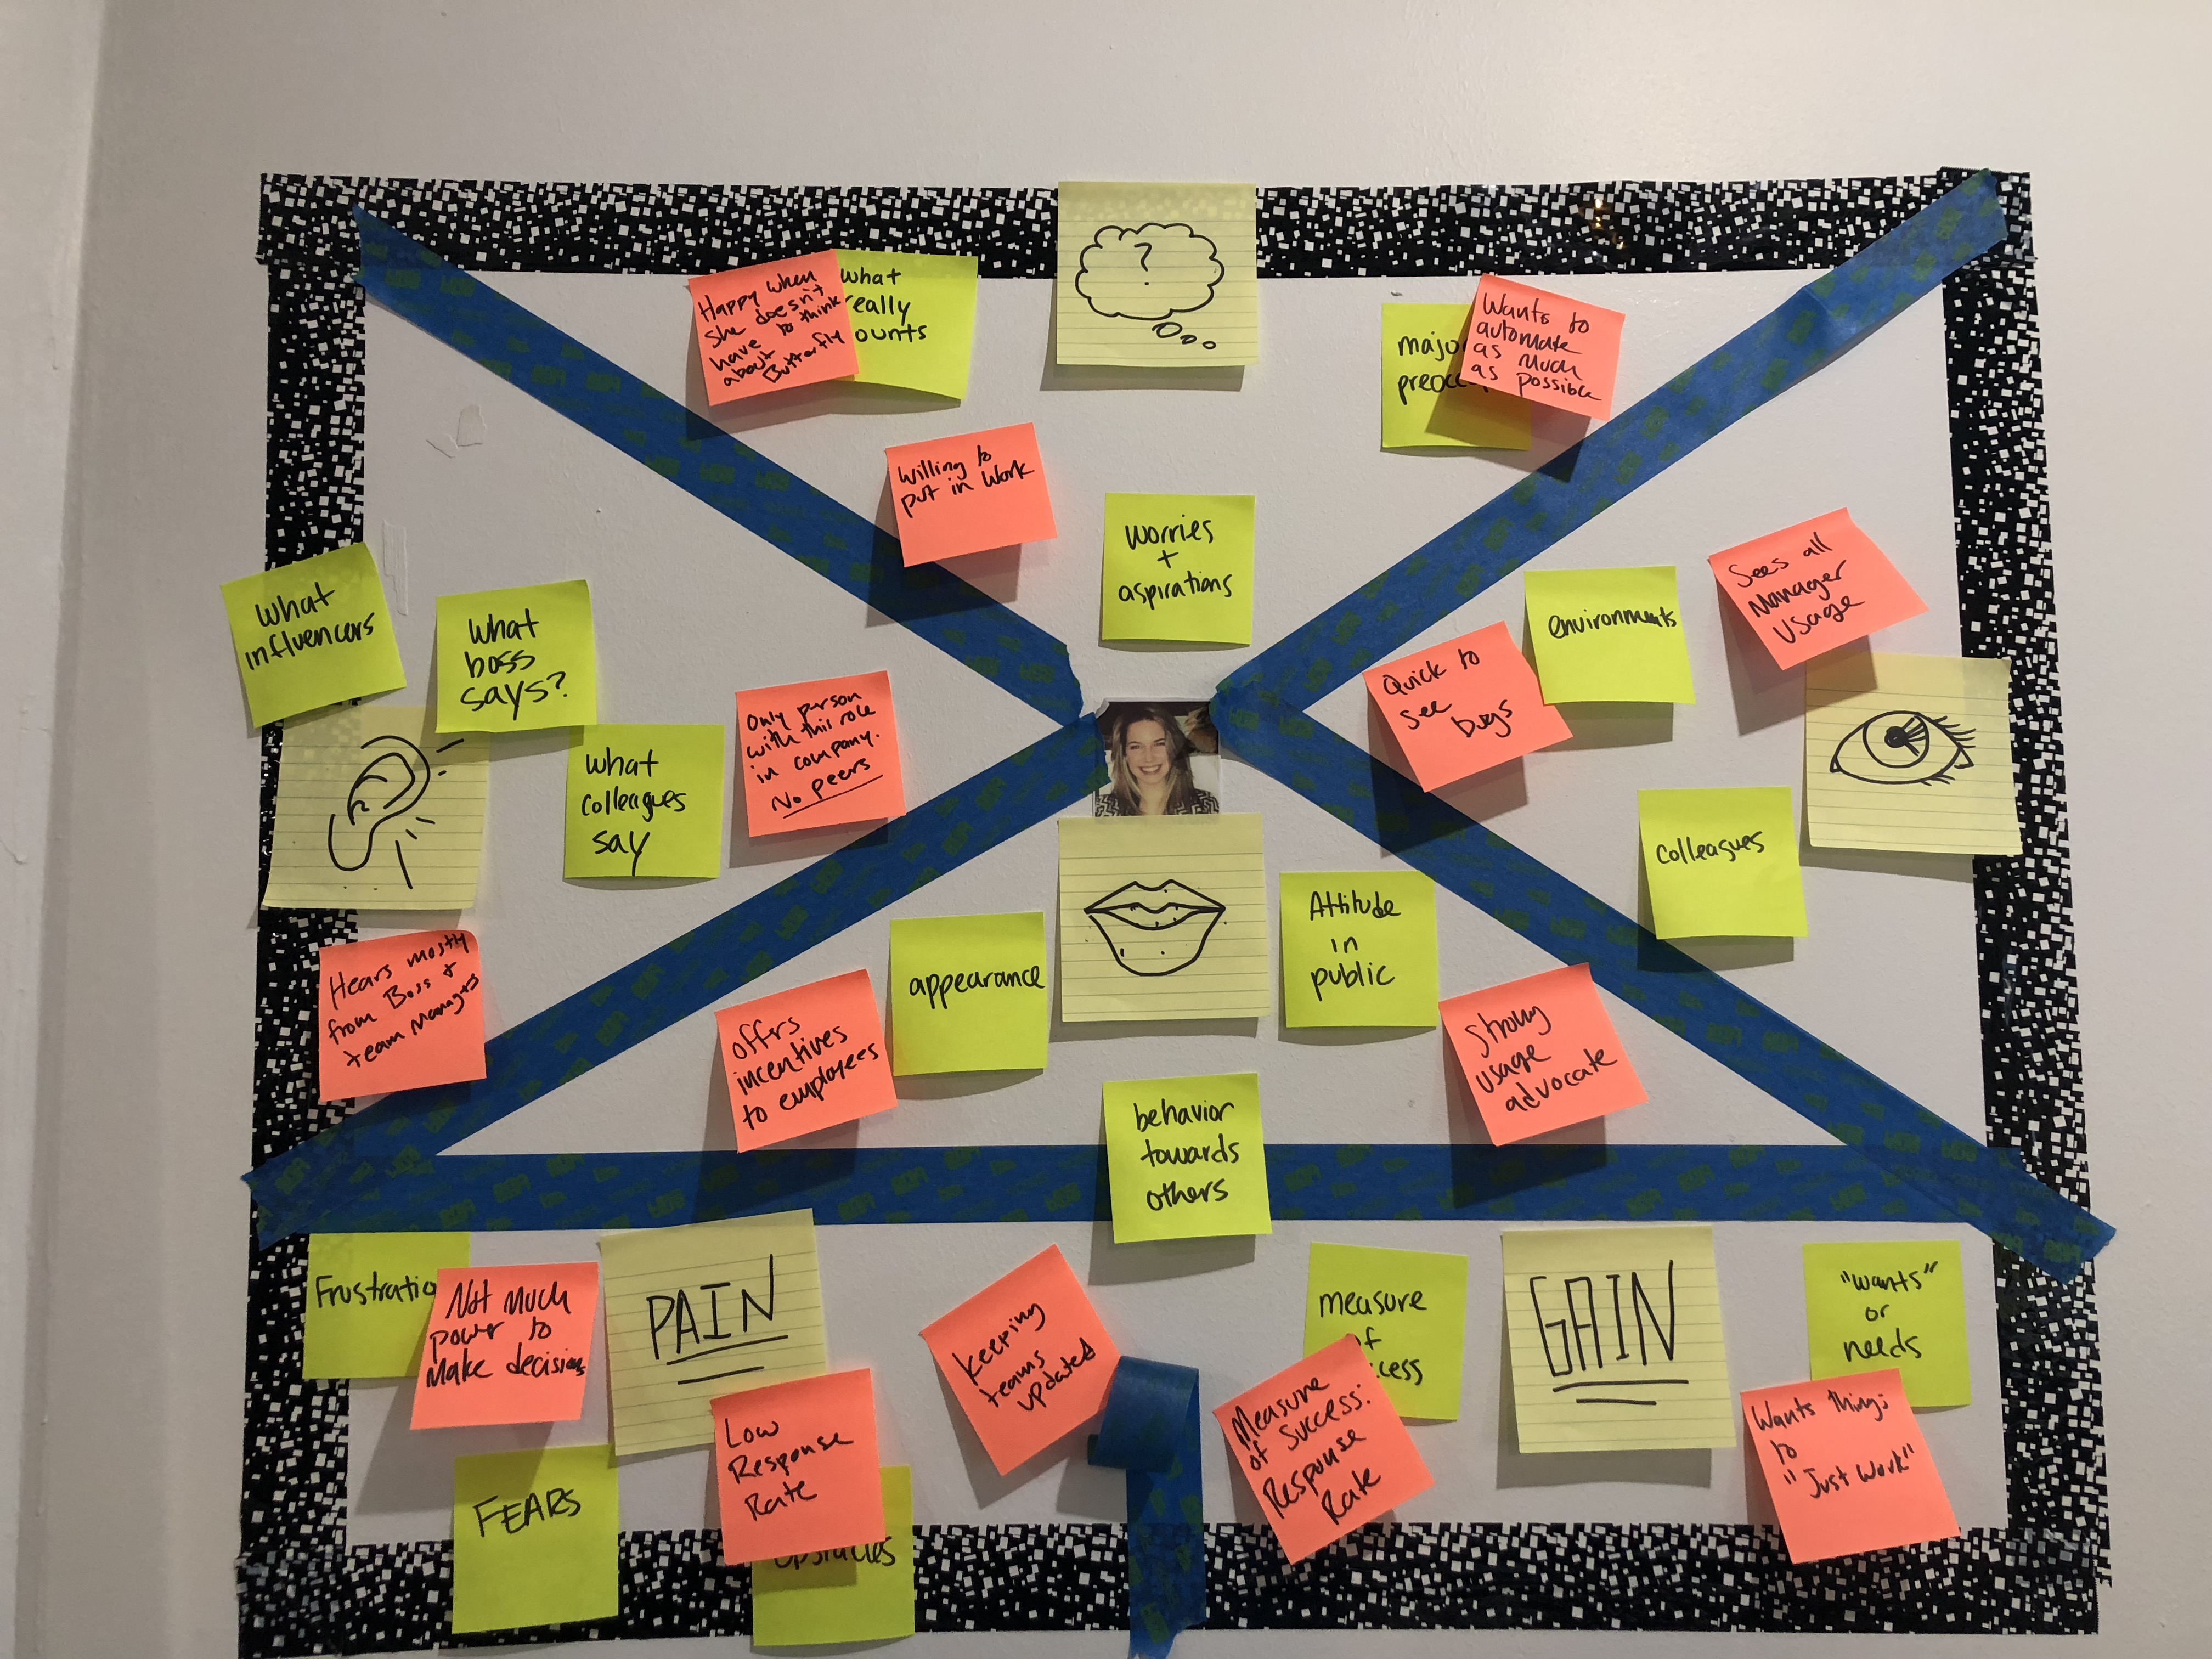 ?
Happy when
she doesn't
have to think
about
Butterfly
what
really
ounts
majo
preocc
Wants to
automate
as much
as possible
Willing to
put in Work
worries
+
aspirations
What
influencers
What
boss
says?
what
colleagues
say
Only person
with this role
in company.
No peers
Hears mostly
from Boss +
team Managers
Quick to
see
bugs
environments
Sees all
Manager
Usage
colleagues
appearance
Attitude
in
public
offers
incentives
to employees
Strong
usage
advocate
behavior
towards
others
Frustratio
Not Much
power to
Make decisions
PAIN
FEARS
Low
Response
Rate
Obstacles
keeping
teams
updated
measure
of
cess
Measure
of Success:
Response
Rate
GAIN
"wants"
or
needs
Wants things
to
"Just Work"